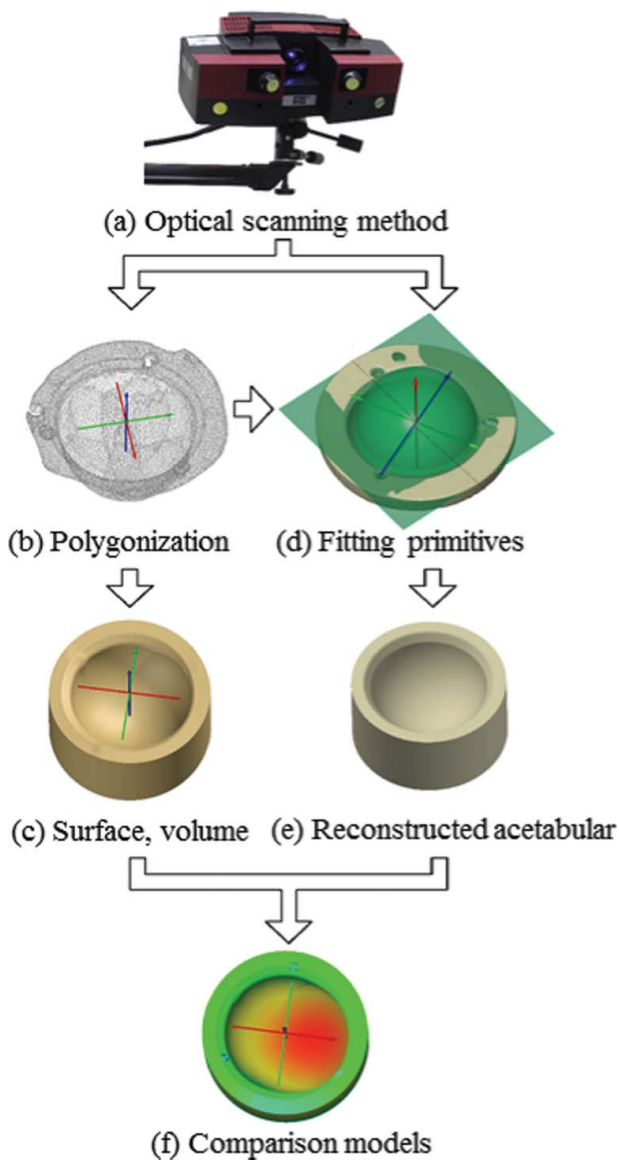 (a) Optical scanning method
(b) Polygonization
(d) Fitting primitives
(c) Surface, volume
(e) Reconstructed acetabular
(f) Comparison models